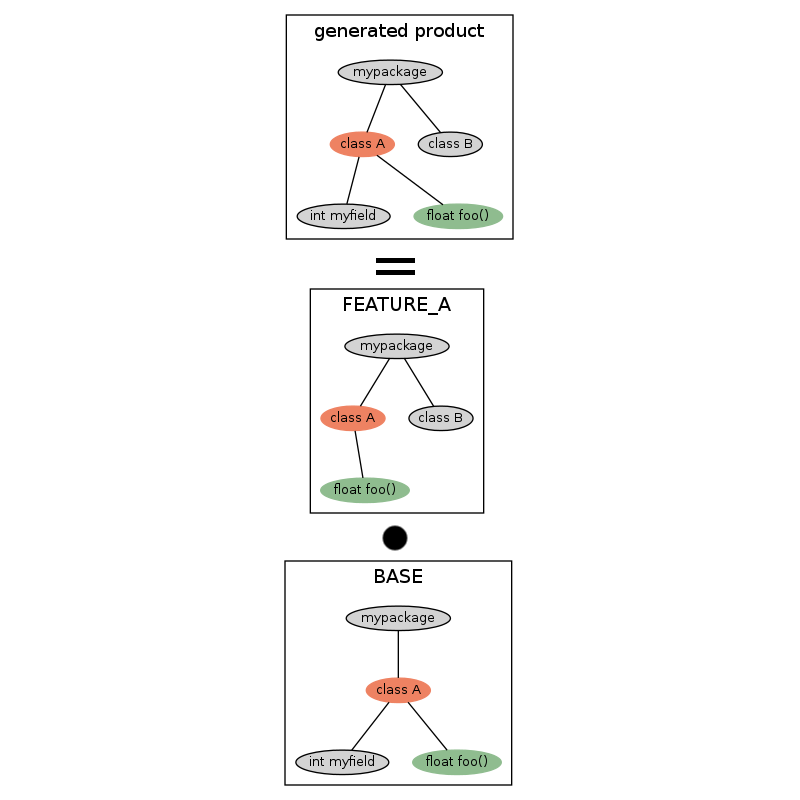 generated product
mypackage
class A
class B
int myfield
float foo()
=
FEATURE_A
mypackage
class A
class B
float foo()
BASE
mypackage
class A
int myfield
float foo()